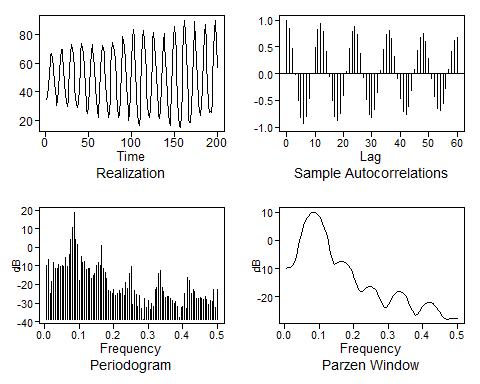 80
60
40
20
0 50 100 150 200
Time
Realization
1.0
0.5
0.0
-0.5
-1.0
0 10 20 30 40 50 60
Lag
Sample Autocorrelations
20
10
0
-10
-20
-30
-40
dB
0.0 0.1 0.2 0.3 0.4 0.5
Frequency
Periodogram
10
0
-10
-20
dB
0.0 0.1 0.2 0.3 0.4 0.5
Frequency
Parzen Window